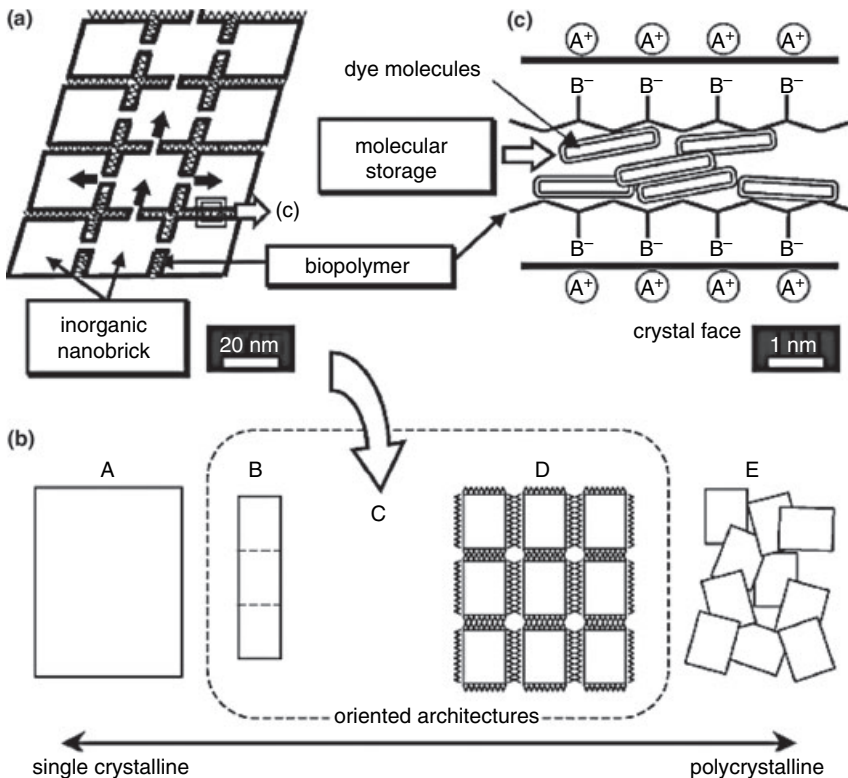 (a)
(c)
A⁺ A⁺ A⁺ A⁺
dye molecules
B⁻ B⁻ B⁻ B⁻
molecular
storage
(c)
biopolymer
B⁻ B⁻ B⁻ B⁻
A⁺ A⁺ A⁺ A⁺
inorganic
nanobrick
20 nm
crystal face
1 nm
(b)
A
B
C
D
E
oriented architectures
single crystalline
polycrystalline